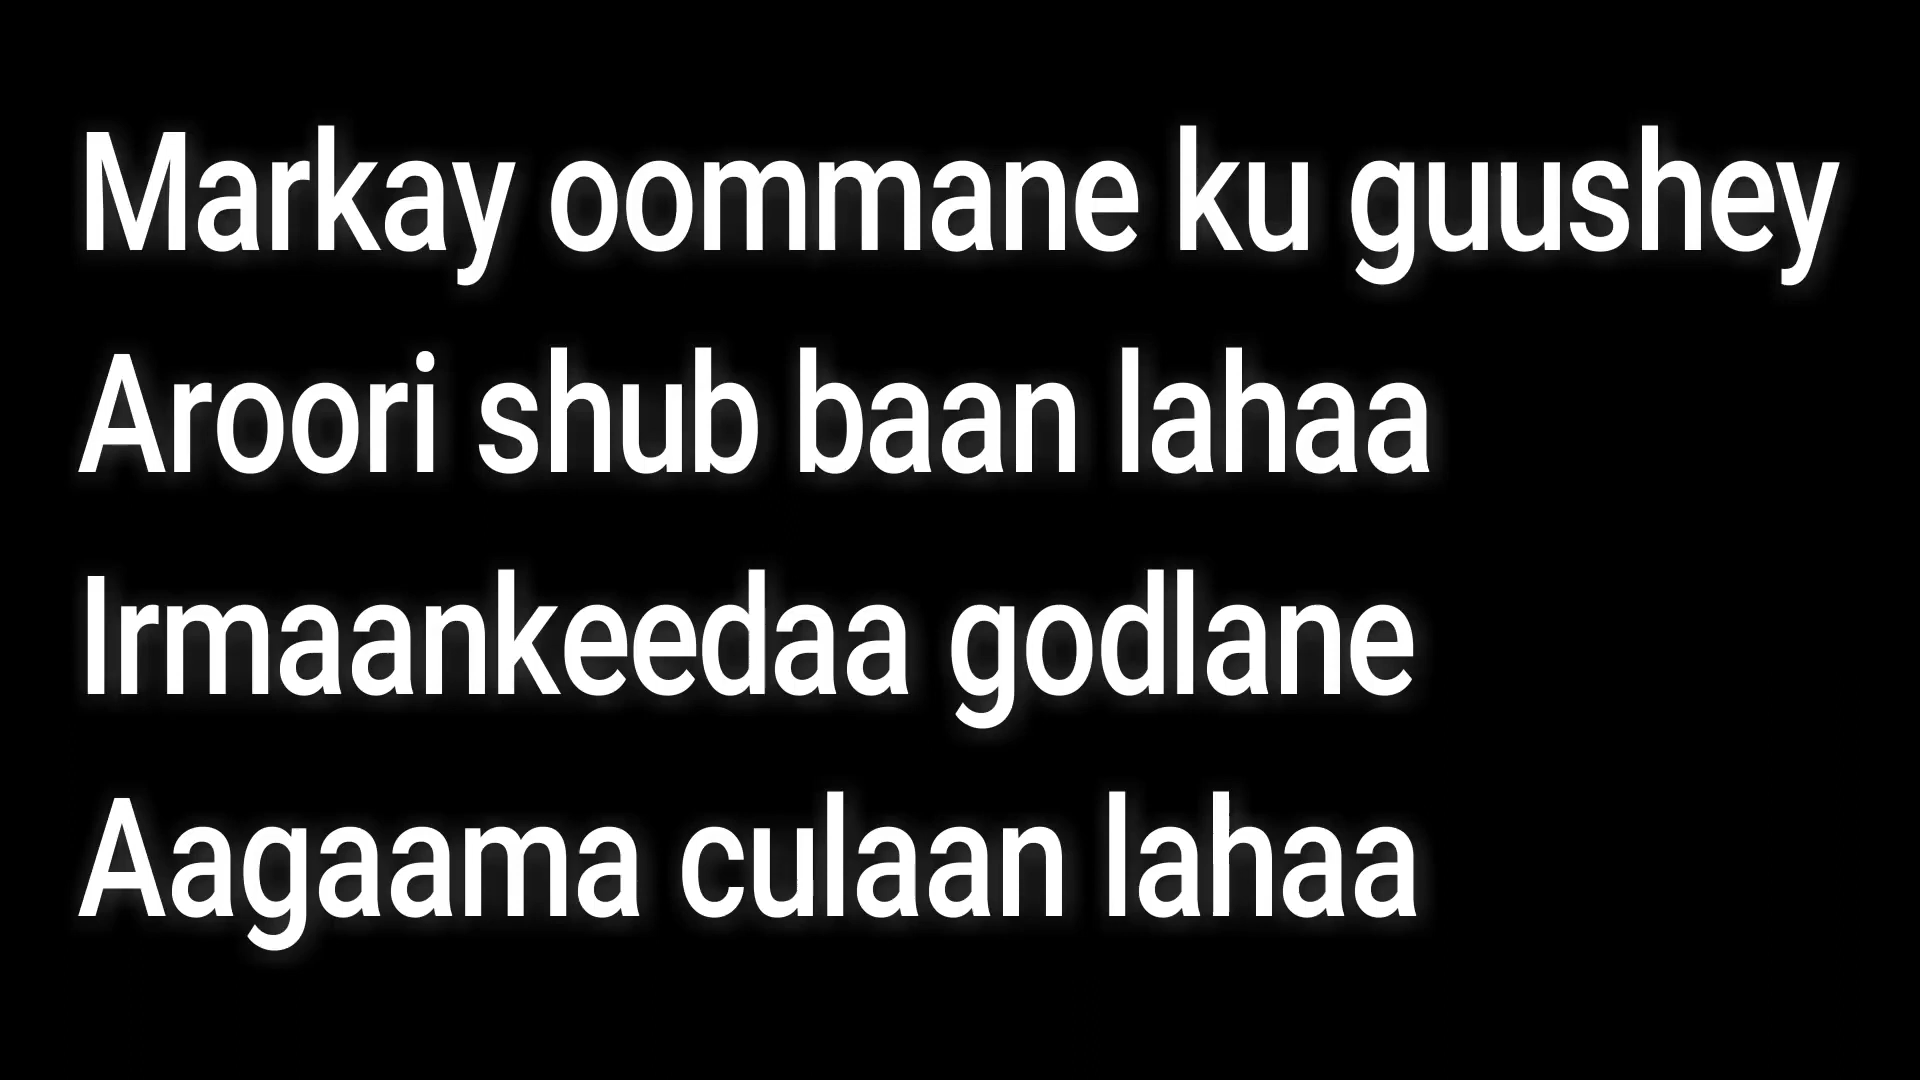 Markay oommane ku guushey
Aroori shub baan lahaa
Irmaankeedaa godlane
Aagaama culaan lahaa